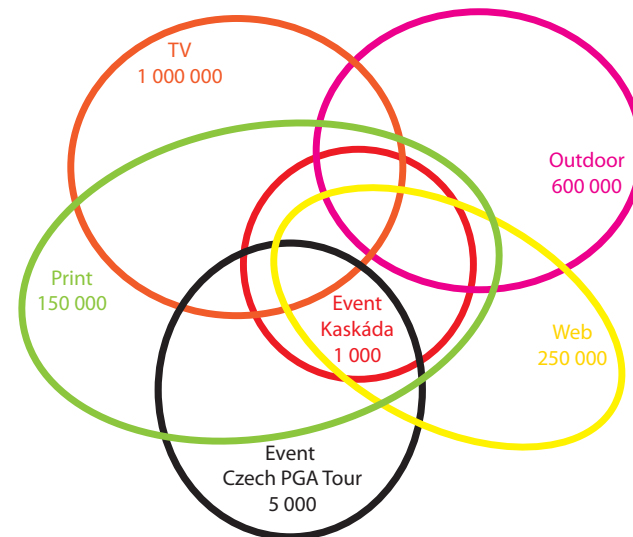 TV
1 000 000
Outdoor
600 000
Print
150 000
Event
Kaskáda
1 000
Web
250 000
Event
Czech PGA Tour
5 000